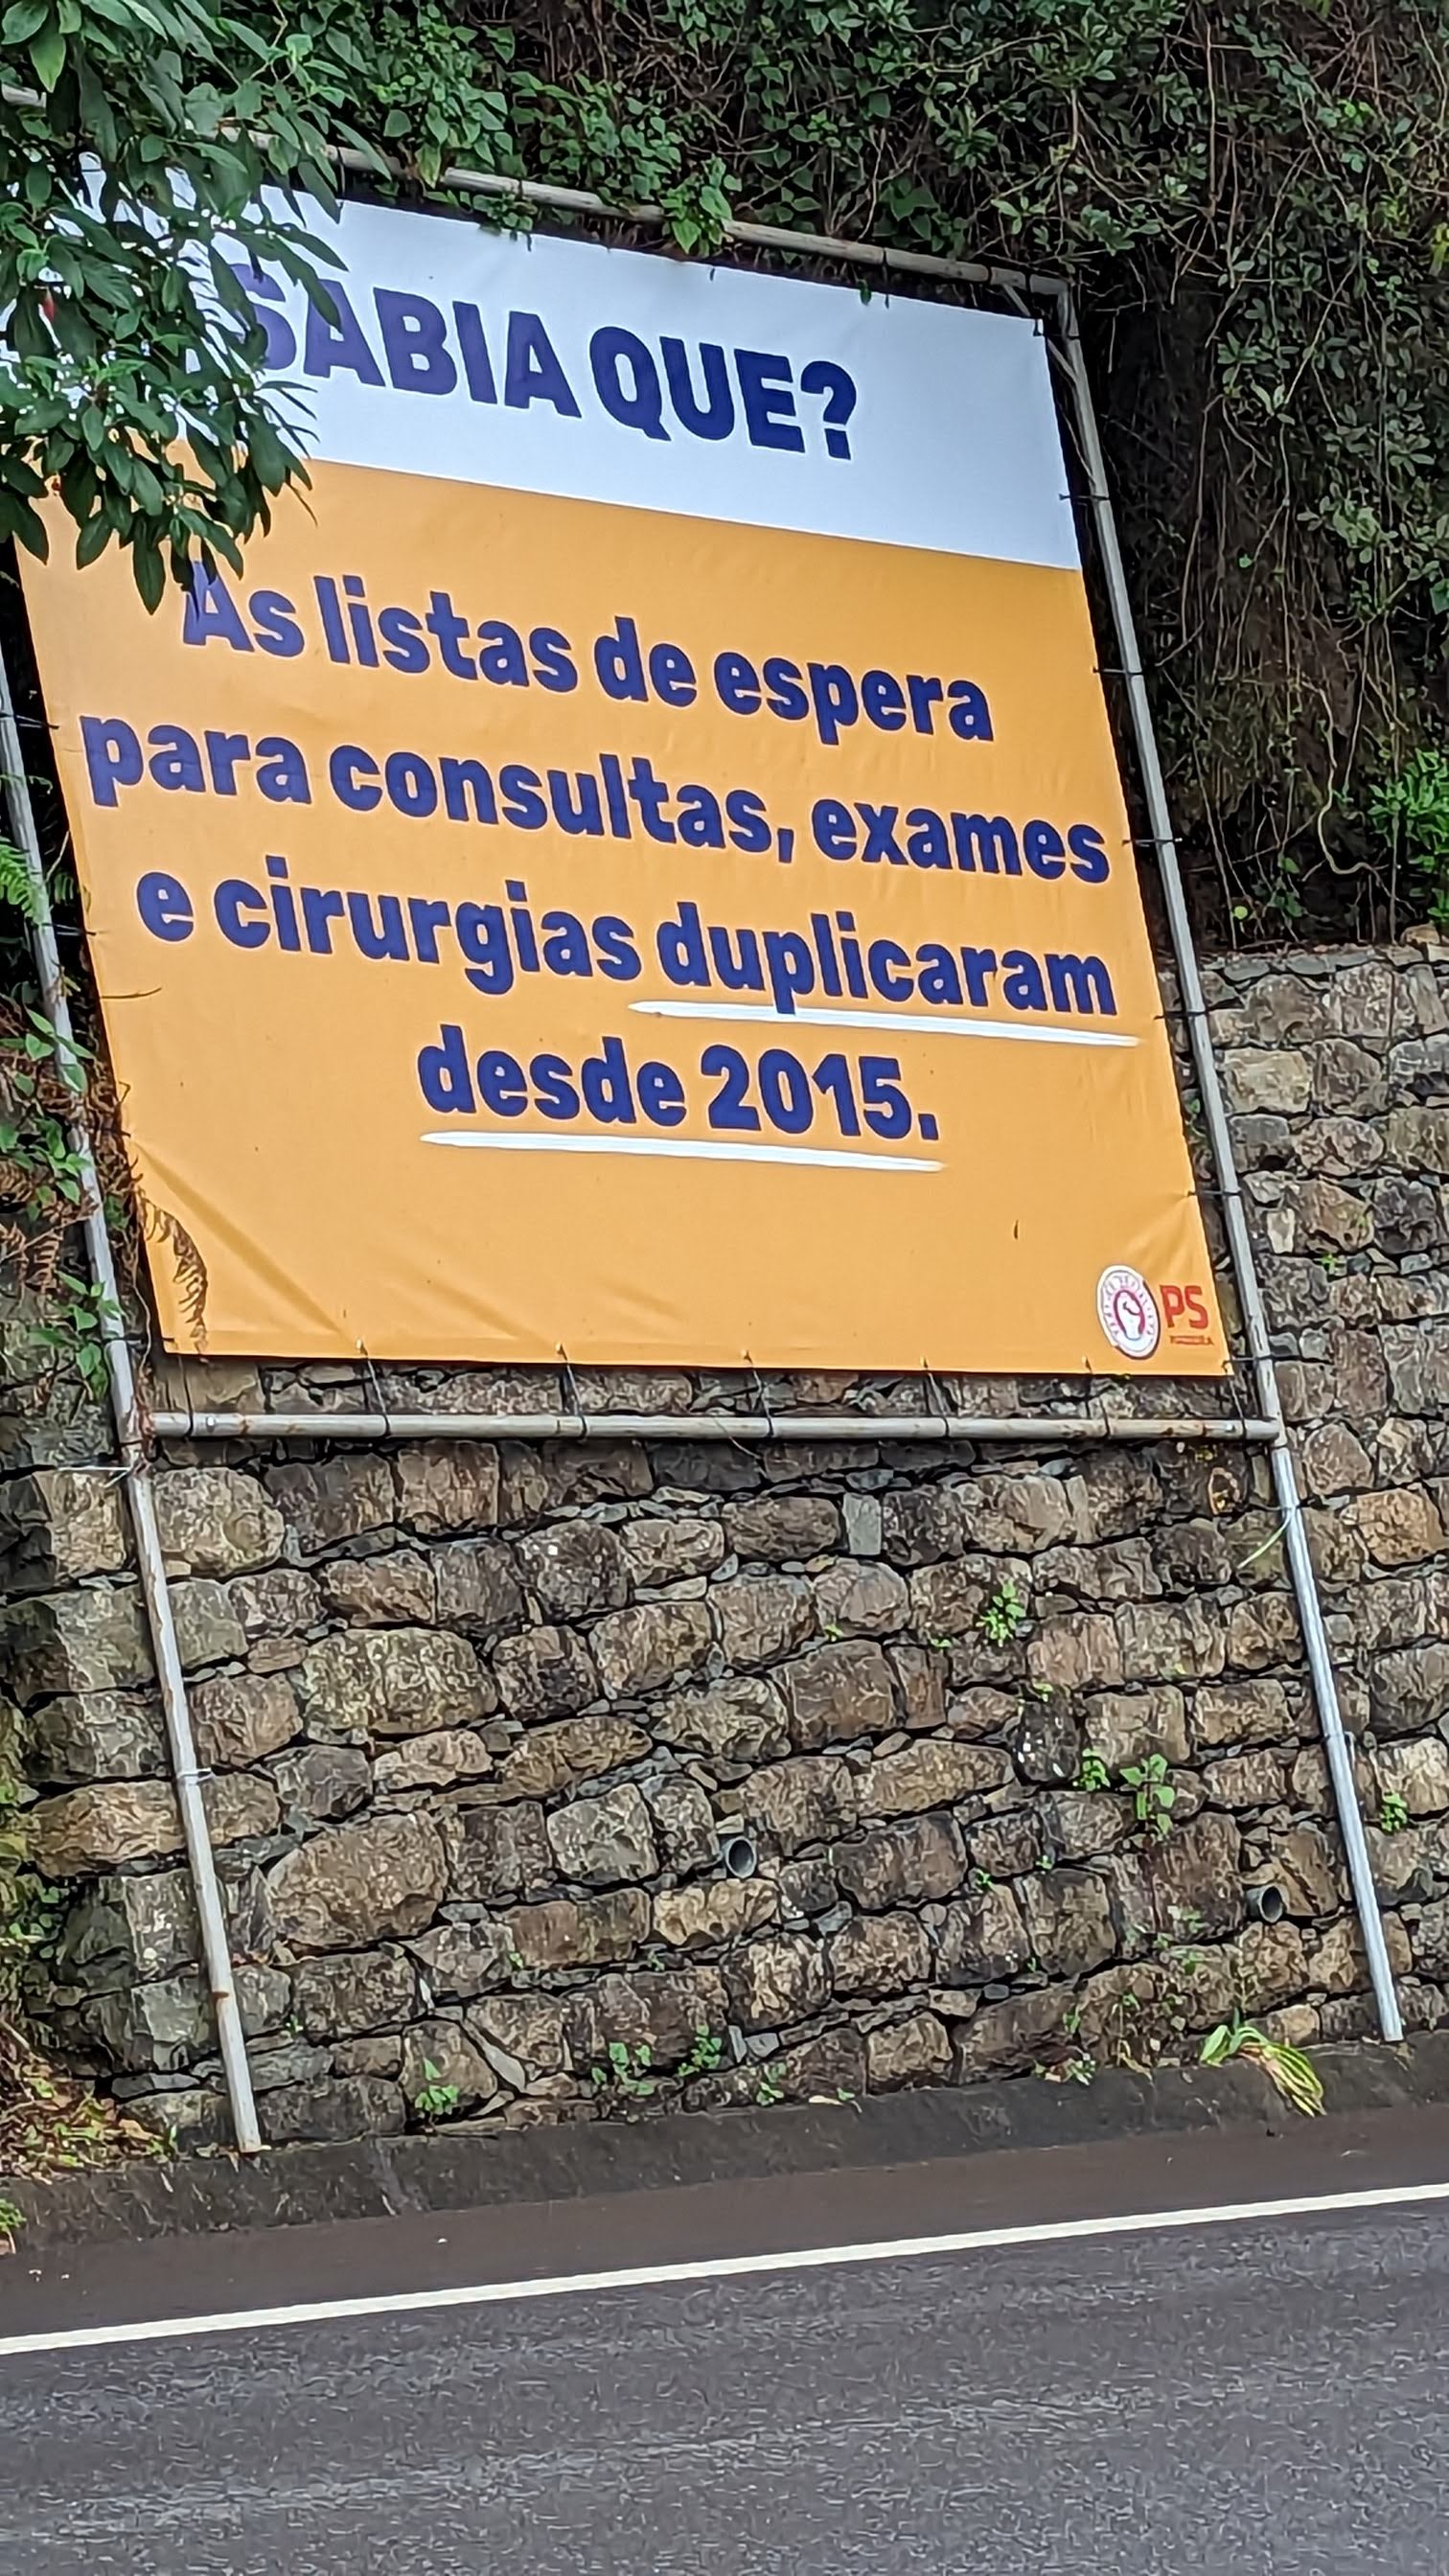 SABIA QUE?
As listas de espera
para consultas, exames
e cirurgias duplicaram
desde 2015.
PS